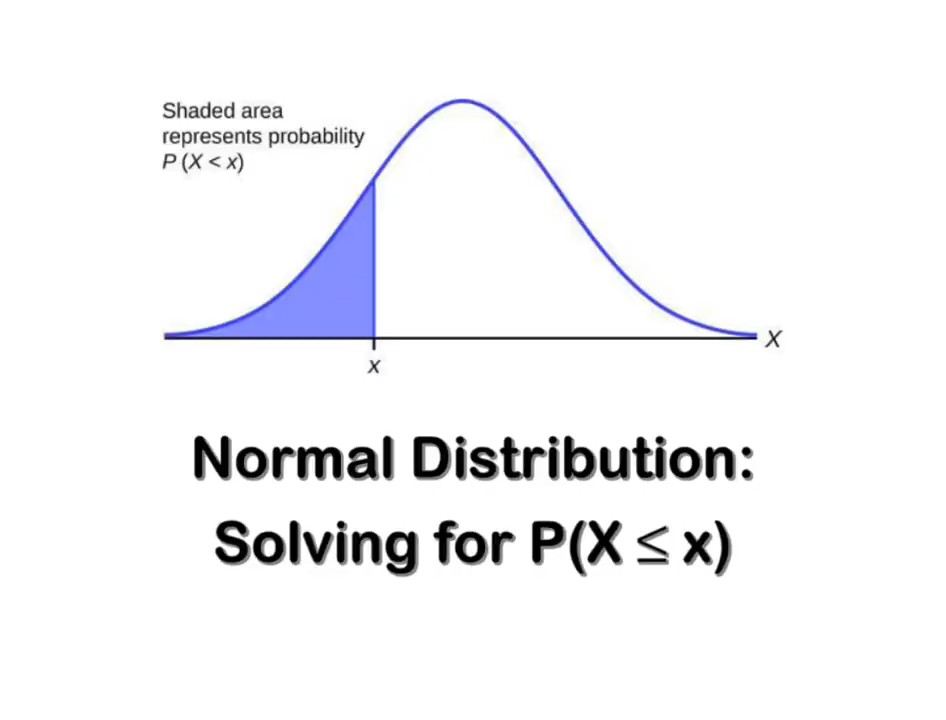 Shaded area
represents probability
P (X < x)
X
x
Normal Distribution:
Solving for P(X ≤ x)